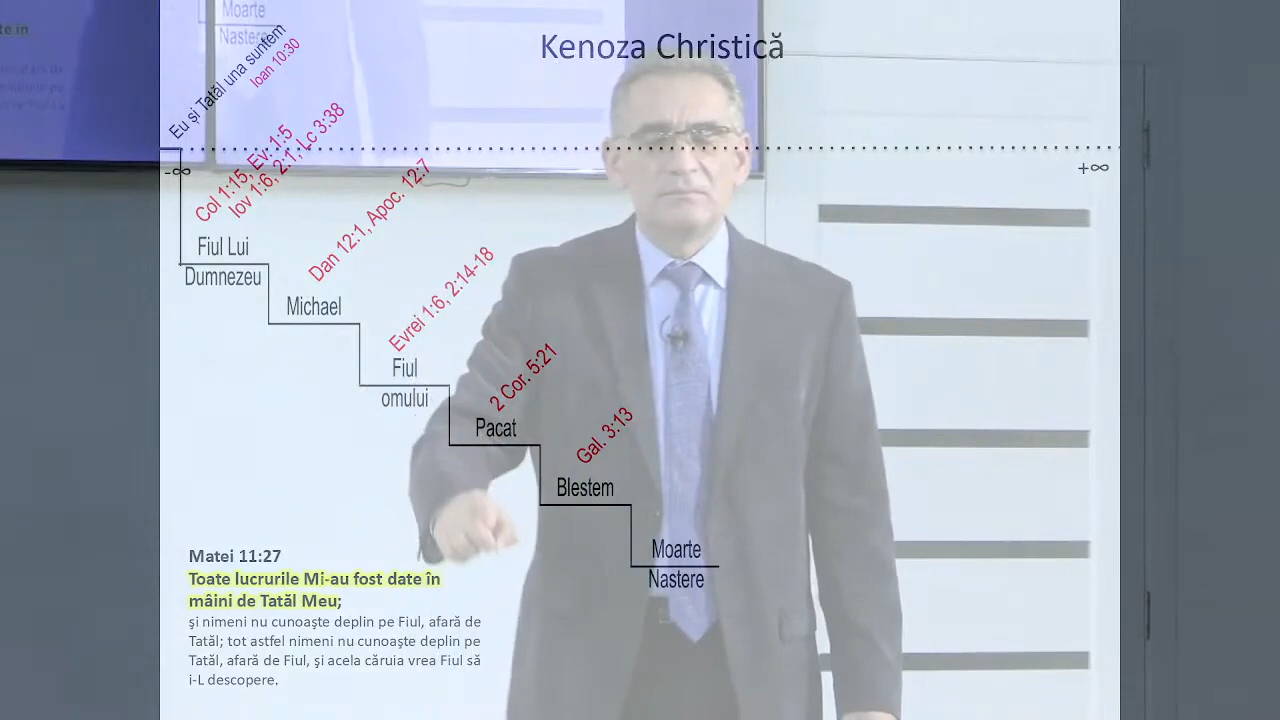 Moarte
Nastere
te in
Kenoza Christică
Eu și Tatăl una suntem
Ioan 10:30
-∞
+∞
Col 1:15, Ev. 1:5
Iov 1:6, 2:1, Lc 3:38
Fiul Lui
Dumnezeu
Dan 12:1, Apoc. 12:7
Michael
Evrei 1:6, 2:14-18
Fiul
omului
2 Cor. 5:21
Pacat
Gal. 3:13
Blestem
Moarte
Nastere
Matei 11:27
Toate lucrurile Mi-au fost date în
mâini de Tatăl Meu;
şi nimeni nu cunoaşte deplin pe Fiul, afară de
Tatăl; tot astfel nimeni nu cunoaşte deplin pe
Tatăl, afară de Fiul, şi acela căruia vrea Fiul să
i-L descopere.